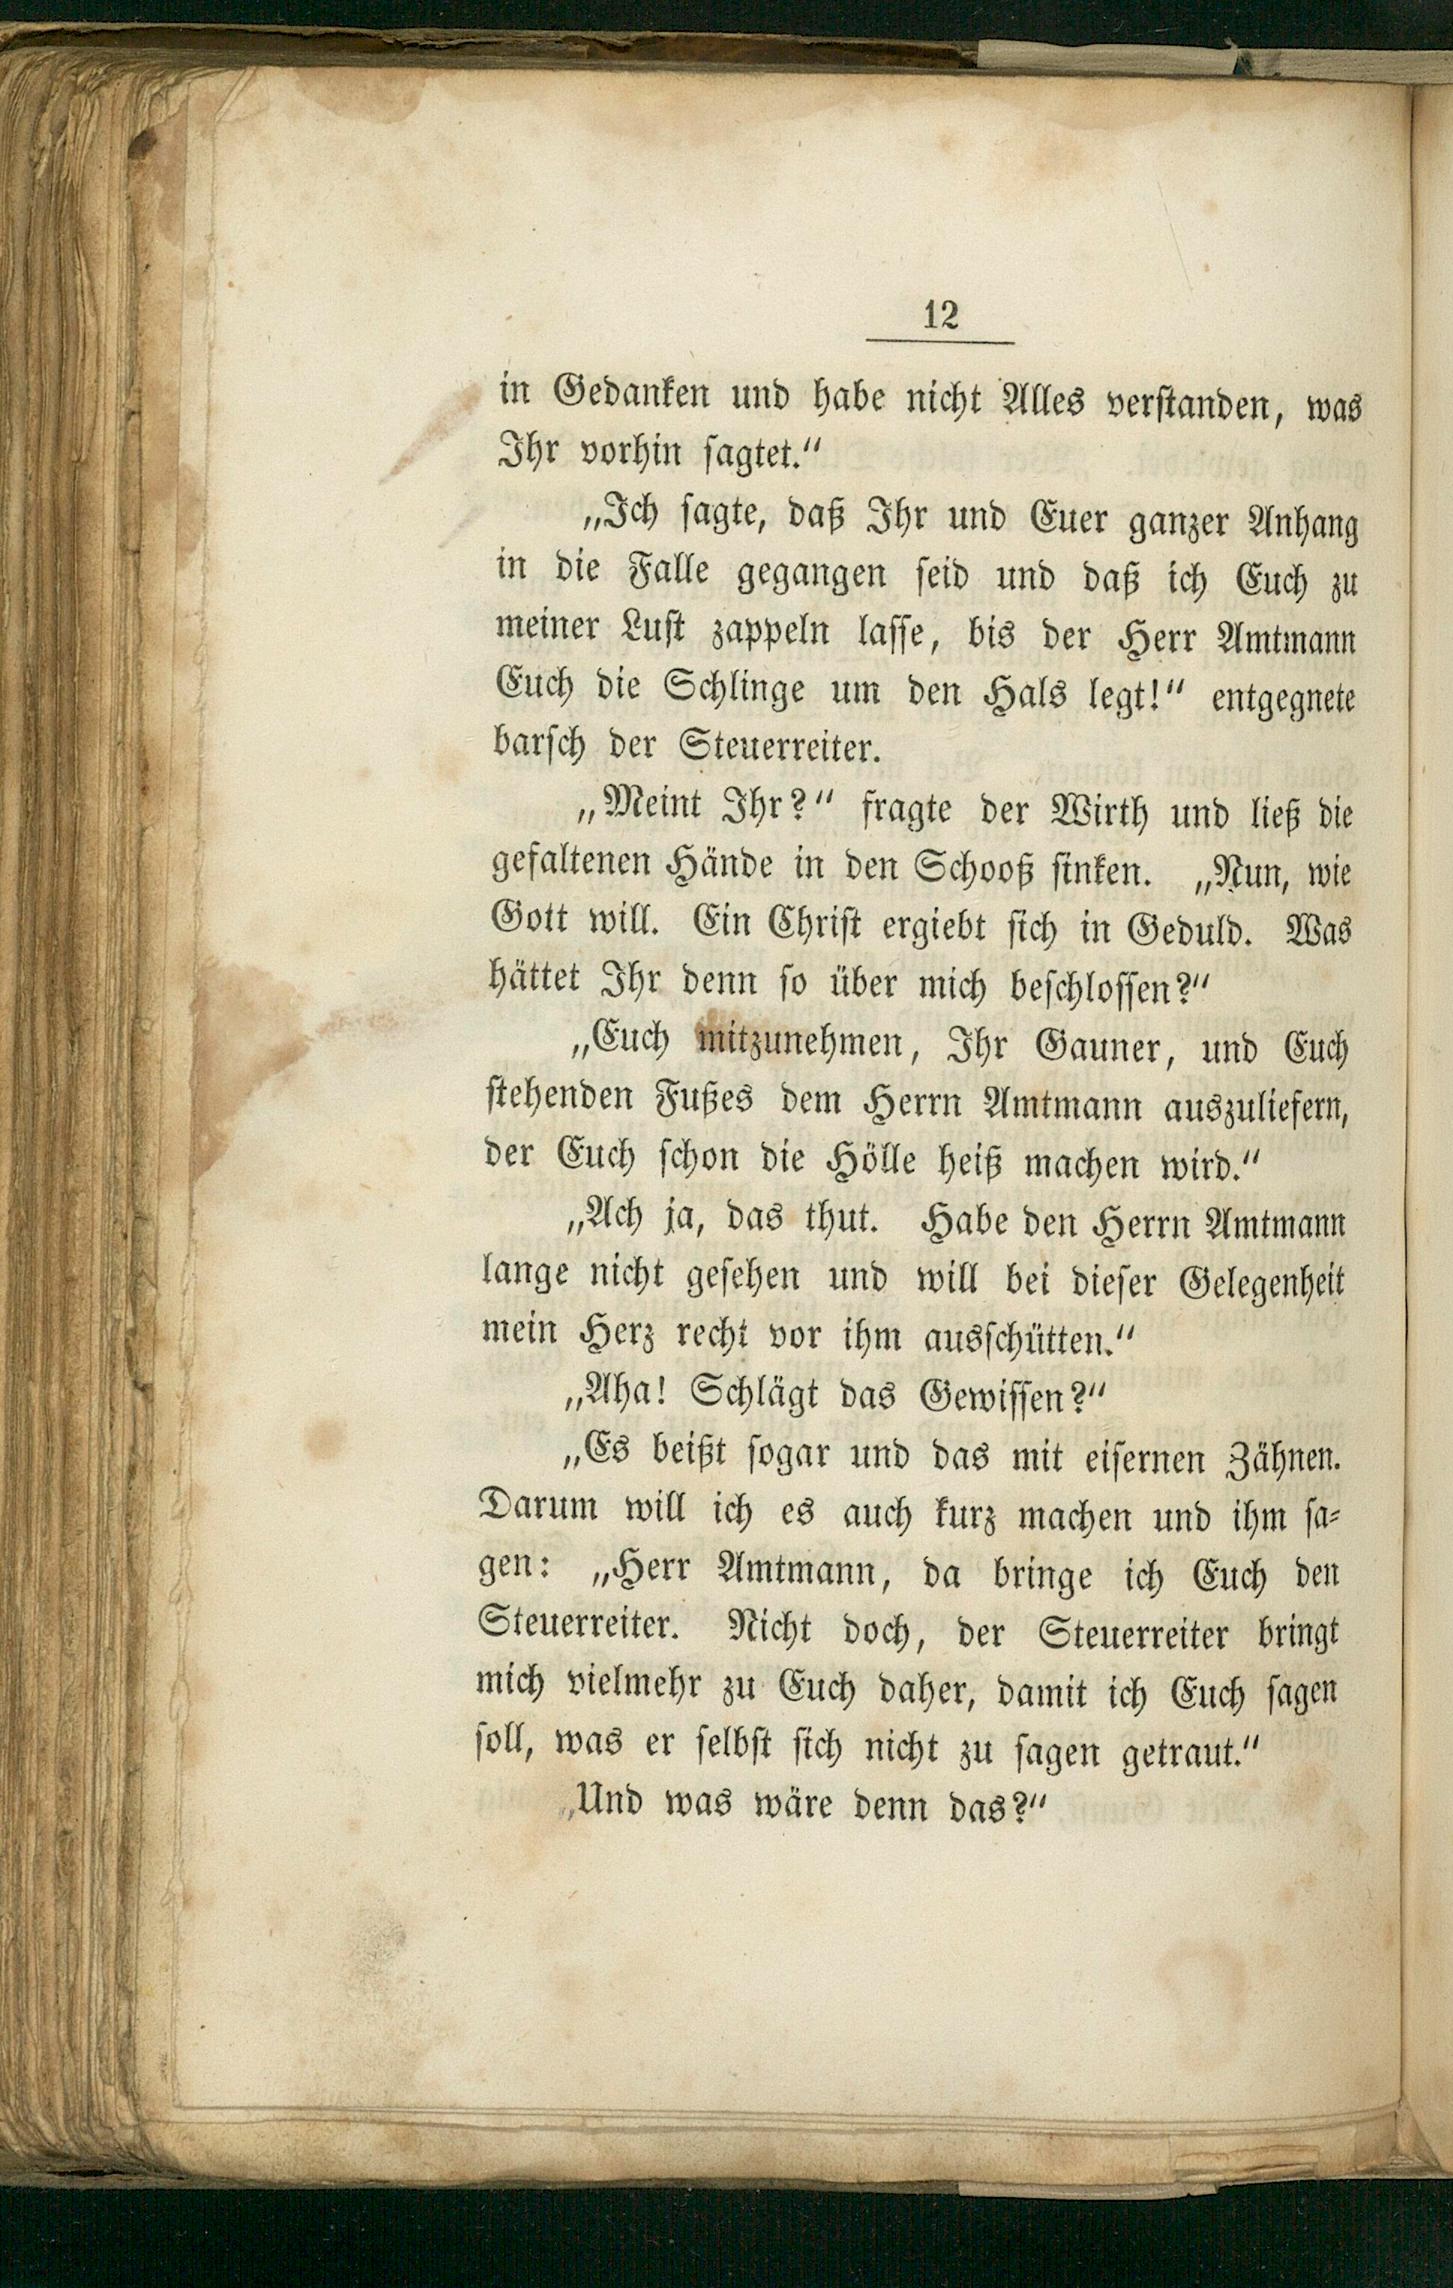 12
in Gedanken und habe nicht Alles verstanden, was
Ihr vorhin sagtet.“
„Ich sagte, daß Ihr und Euer ganzer Anhang
in die Falle gegangen seid und daß ich Euch zu
meiner Lust zappeln lasse, bis der Herr Amtmann
Euch die Schlinge um den Hals legt!“ entgegnete
barsch der Steuerreiter.
„Meint Ihr?“ fragte der Wirth und ließ die
gefaltenen Hände in den Schooß sinken. „Nun, wie
Gott will. Ein Christ ergiebt sich in Geduld. Was
hättet Ihr denn so über mich beschlossen?“
„Euch mitzunehmen, Ihr Gauner, und Euch
stehenden Fußes dem Herrn Amtmann auszuliefern,
der Euch schon die Hölle heiß machen wird.“
„Ach ja, das thut. Habe den Herrn Amtmann
lange nicht gesehen und will bei dieser Gelegenheit
mein Herz recht vor ihm ausschütten.“
„Aha! Schlägt das Gewissen?“
„Es beißt sogar und das mit eisernen Zähnen.
Darum will ich es auch kurz machen und ihm sa-
gen: „Herr Amtmann, da bringe ich Euch den
Steuerreiter. Nicht doch, der Steuerreiter bringt
mich vielmehr zu Euch daher, damit ich Euch sagen
soll, was er selbst sich nicht zu sagen getraut.“
„Und was wäre denn das?“